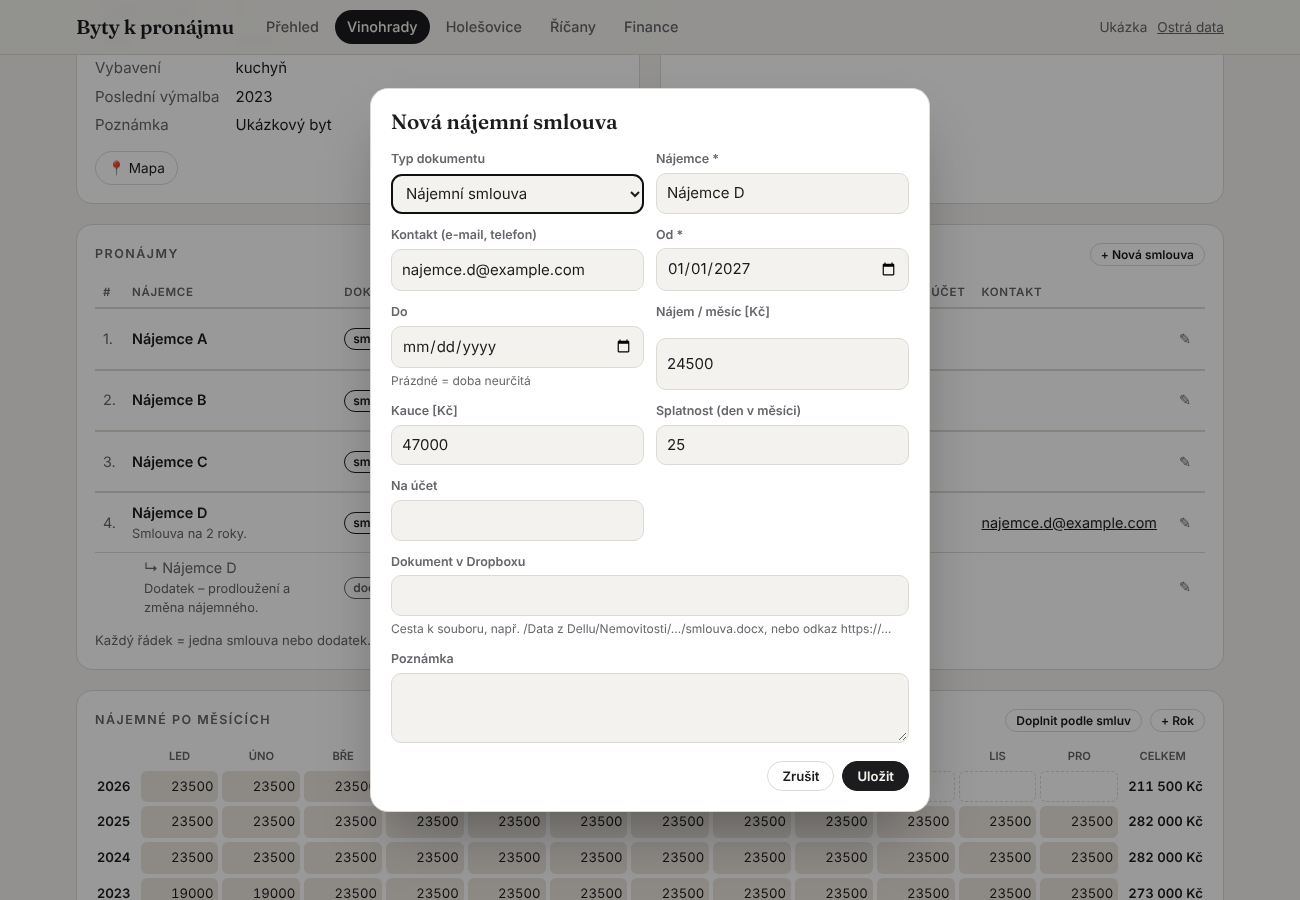 Byty k pronájmu Přehled Vinohrady Holešovice Říčany Finance Ukázka Ostrá data
Vybavení kuchyň
Poslední výmalba 2023
Poznámka Ukázkový byt
📍 Mapa
Nová nájemní smlouva
Typ dokumentu Nájemce *
Nájemní smlouva Nájemce D
Kontakt (e-mail, telefon) Od *
najemce.d@example.com 01/01/2027
Do Nájem / měsíc [Kč]
mm/dd/yyyy 24500
Prázdné = doba neurčitá
Kauce [Kč] Splatnost (den v měsíci)
47000 25
Na účet
Dokument v Dropboxu
Cesta k souboru, např. /Data z Dellu/Nemovitosti/…/smlouva.docx, nebo odkaz https://…
Poznámka
Zrušit Uložit
PRONÁJMY + Nová smlouva
# NÁJEMCE ÚČET KONTAKT
1. Nájemce A ✎
2. Nájemce B ✎
3. Nájemce C ✎
4. Nájemce D najemce.d@example.com ✎
Smlouva na 2 roky.
↳ Nájemce D ✎
Dodatek – prodloužení a
změna nájemného.
Každý řádek = jedna smlouva nebo dodatek.
NÁJEMNÉ PO MĚSÍCÍCH Doplnit podle smluv + Rok
LED ÚNO BŘE LIS PRO CELKEM
2026 23500 23500 211 500 Kč
2025 23500 23500 23500 23500 23500 23500 23500 23500 23500 23500 23500 23500 282 000 Kč
2024 23500 23500 23500 23500 23500 23500 23500 23500 23500 23500 23500 23500 282 000 Kč
2023 19000 19000 23500 23500 23500 23500 23500 23500 23500 23500 23500 23500 273 000 Kč